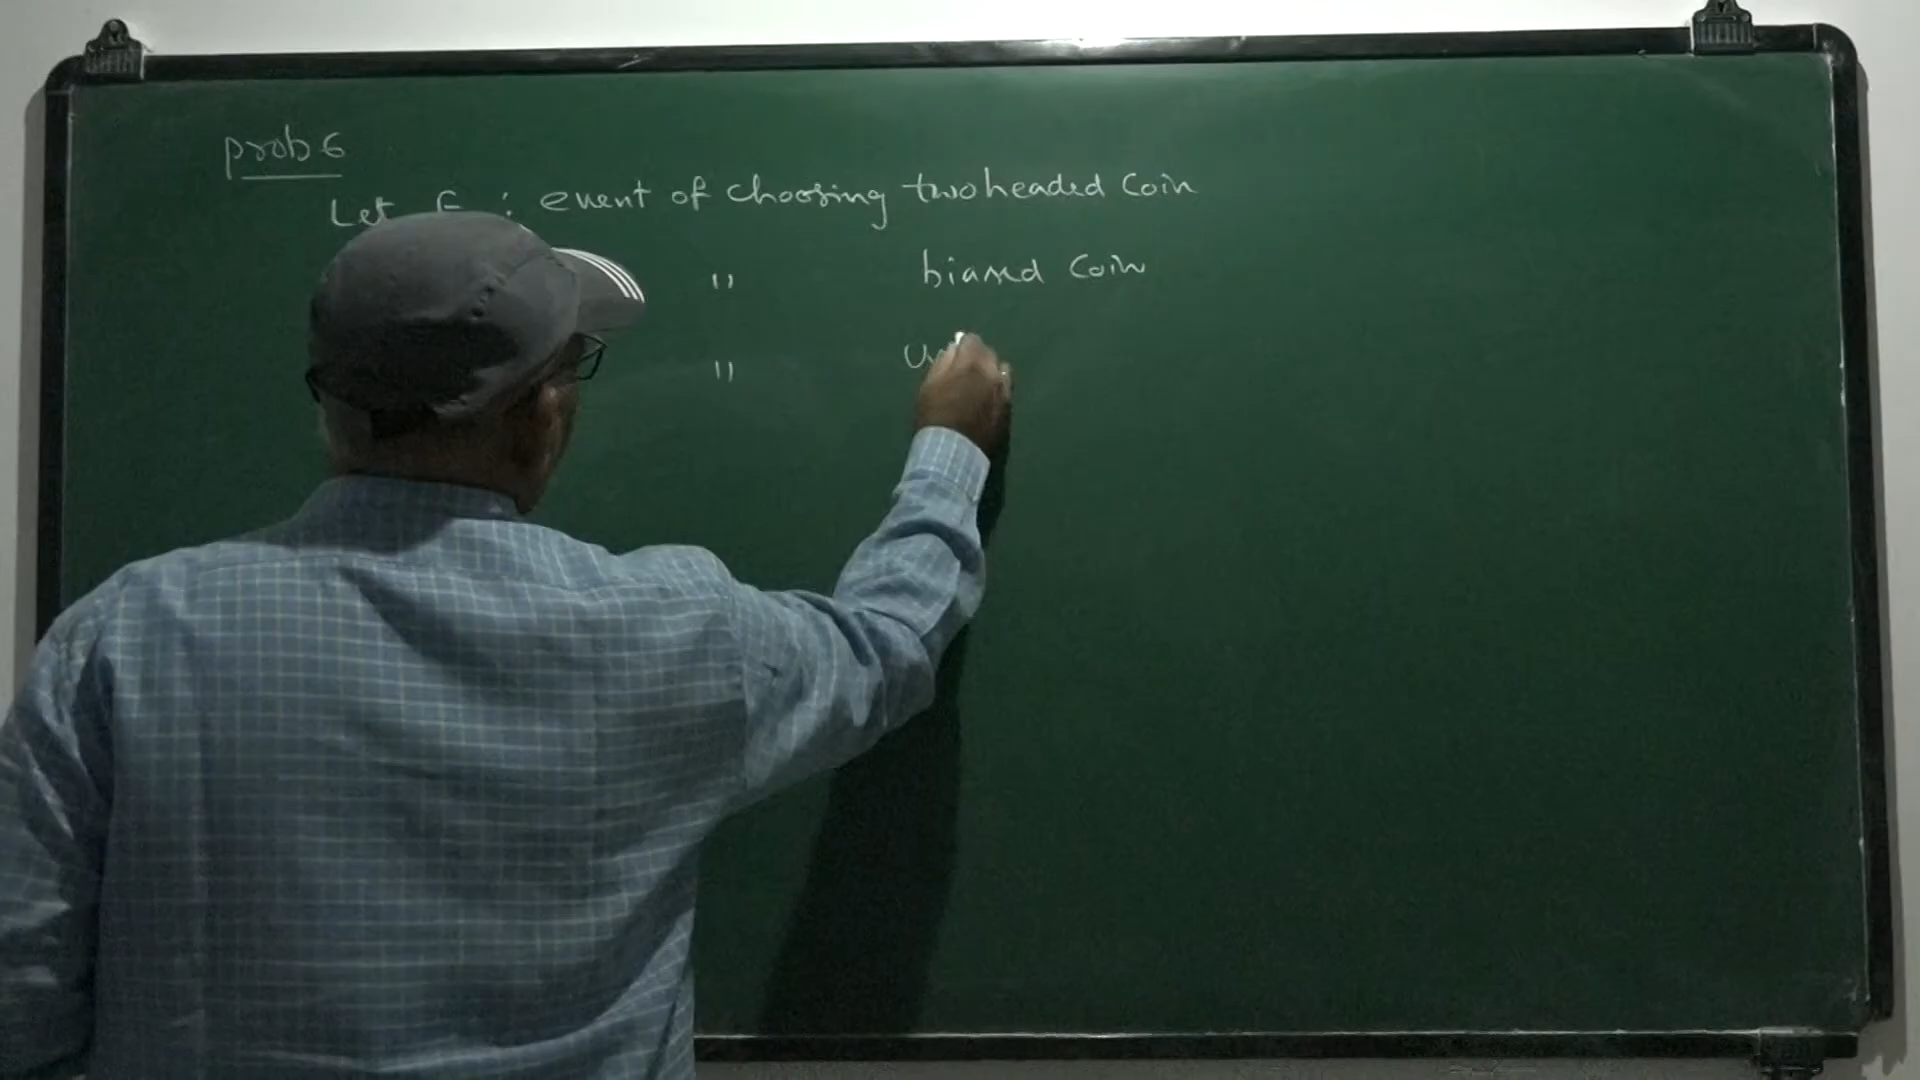 prob 6
Let E : event of choosing two headed coin
" biased coin
"